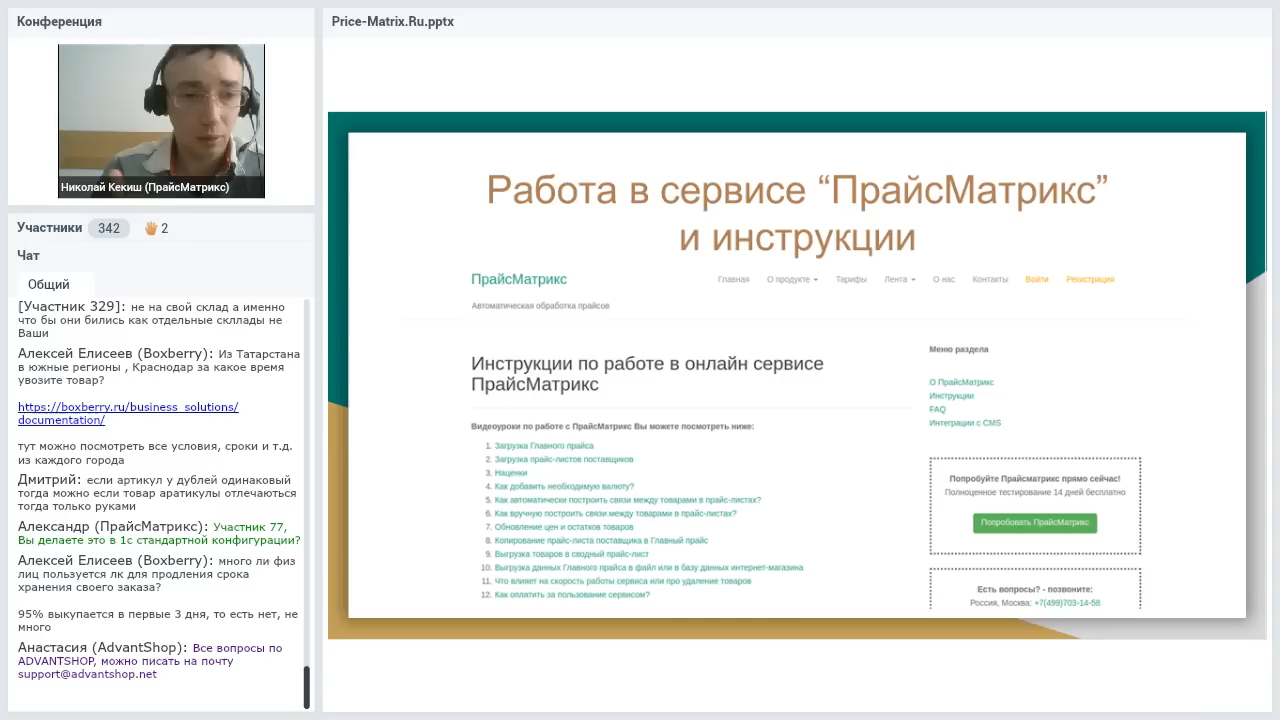 Конференция
Николай Кекиш (ПрайсМатрикс)
Участники 342 2
Чат
Общий
[Участник 329]: не на свой склад а именно
что бы они бились как отдельные скллады не
Ваши
Алексей Елисеев (Boxberry): Из Татарстана
в южные регионы , Краснодар за какое время
увозите товар?
https://boxberry.ru/business_solutions/
documentation/
тут можно посмотреть все условия, сроки и т.д.
из каждого города
Дмитрий: если артикул у дублей одинаковый
тогда можно если товар аратикулы отлечаються
тогда только руками
Александр (ПрайсМатрикс): Участник 77,
Вы делаете это в 1с стандартной конфигурации?
Алексей Елисеев (Boxberry): много ли физ
использьуется лк для продления срока
хранения своего заказа?
95% выкупается в первые 3 дня, то есть нет, не
много
Анастасия (AdvantShop): Все вопросы по
ADVANTSHOP, можно писать на почту
support@advantshop.net
Price-Matrix.Ru.pptx
Работа в сервисе “ПрайсМатрикс”
и инструкции
ПрайсМатрикс
Главная О продукте Тарифы Лента О нас Контакты Войти Регистрация
Автоматическая обработка прайсов
Инструкции по работе в онлайн сервисе
ПрайсМатрикс
Видеоуроки по работе с ПрайсМатрикс Вы можете посмотреть ниже:
1. Загрузка Главного прайса
2. Загрузка прайс-листов поставщиков
3. Наценки
4. Как добавить необходимую валюту?
5. Как автоматически построить связи между товарами в прайс-листах?
6. Как вручную построить связи между товарами в прайс-листах?
7. Обновление цен и остатков товаров
8. Копирование прайс-листа поставщика в Главный прайс
9. Выгрузка товаров в сводный прайс-лист
10. Выгрузка данных Главного прайса в файл или в базу данных интернет-магазина
11. Что влияет на скорость работы сервиса или про удаление товаров
12. Как оплатить за пользование сервисом?
Меню раздела
О ПрайсМатрикс
Инструкции
FAQ
Интеграции с CMS
Попробуйте Прайсматрикс прямо сейчас!
Полноценное тестирование 14 дней бесплатно
Попробовать ПрайсМатрикс
Есть вопросы? - позвоните:
Россия, Москва: +7(499)703-14-58